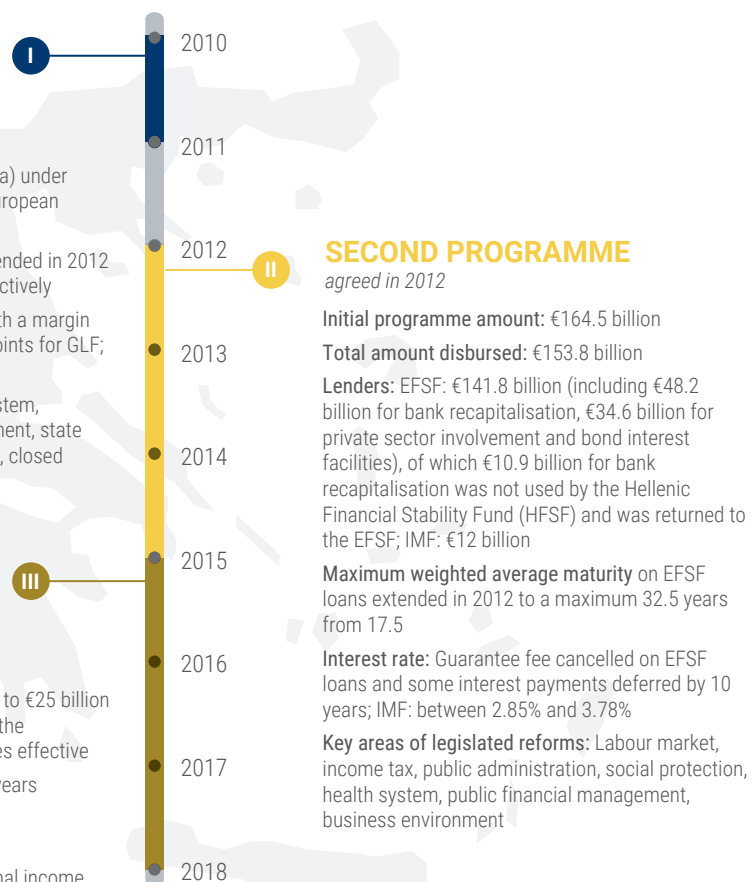 I
2010
2011
a) under
uropean
ended in 2012
ctively
th a margin
oints for GLF;
stem,
nent, state
, closed
III
to €25 billion
the
es effective
years
nal income
2012
2013
2014
2015
2016
2017
2018
II
SECOND PROGRAMME
agreed in 2012
Initial programme amount: €164.5 billion
Total amount disbursed: €153.8 billion
Lenders: EFSF: €141.8 billion (including €48.2
billion for bank recapitalisation, €34.6 billion for
private sector involvement and bond interest
facilities), of which €10.9 billion for bank
recapitalisation was not used by the Hellenic
Financial Stability Fund (HFSF) and was returned to
the EFSF; IMF: €12 billion
Maximum weighted average maturity on EFSF
loans extended in 2012 to a maximum 32.5 years
from 17.5
Interest rate: Guarantee fee cancelled on EFSF
loans and some interest payments deferred by 10
years; IMF: between 2.85% and 3.78%
Key areas of legislated reforms: Labour market,
income tax, public administration, social protection,
health system, public financial management,
business environment